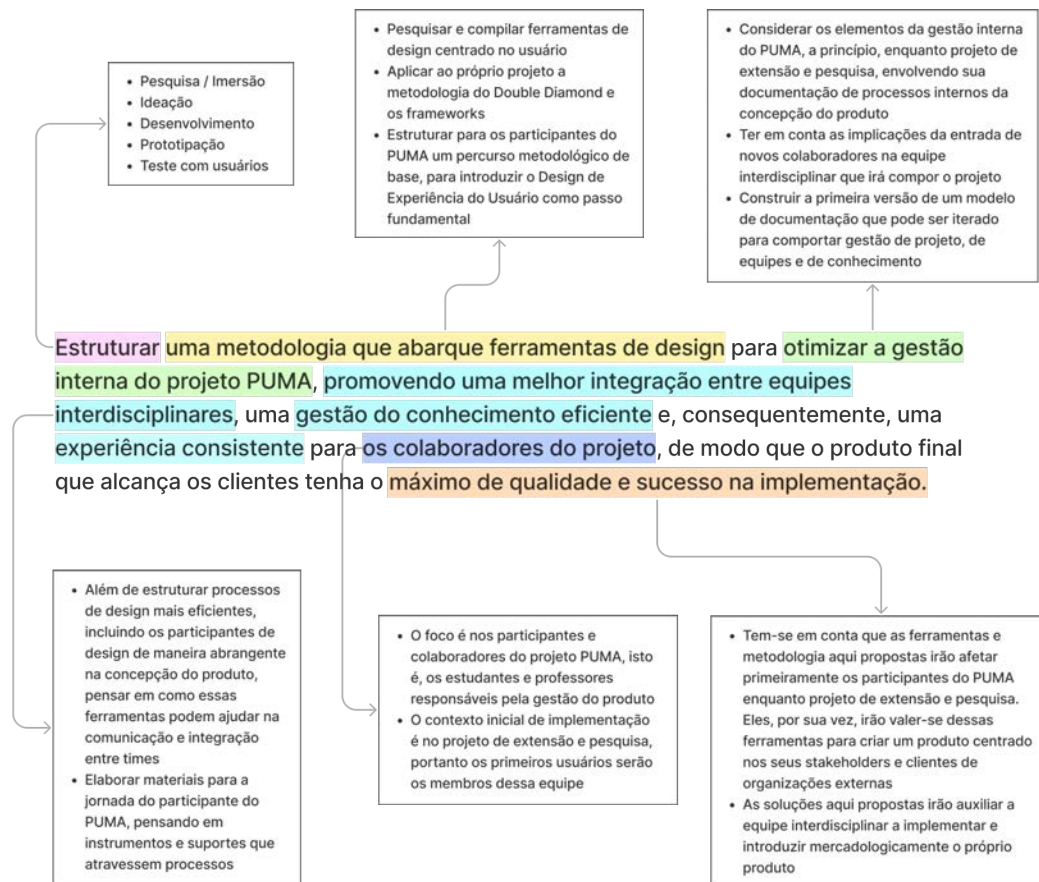 • Pesquisa / Imersão
• Ideação
• Desenvolvimento
• Prototipação
• Teste com usuários
• Pesquisar e compilar ferramentas de
design centrado no usuário
• Aplicar ao próprio projeto a
metodologia do Double Diamond e
os frameworks
• Estruturar para os participantes do
PUMA um percurso metodológico de
base, para introduzir o Design de
Experiência do Usuário como passo
fundamental
• Considerar os elementos da gestão interna
do PUMA, a princípio, enquanto projeto de
extensão e pesquisa, envolvendo sua
documentação de processos internos da
concepção do produto
• Ter em conta as implicações da entrada de
novos colaboradores na equipe
interdisciplinar que irá compor o projeto
• Construir a primeira versão de um modelo
de documentação que pode ser iterado
para comportar gestão de projeto, de
equipes e de conhecimento
Estruturar uma metodologia que abarque ferramentas de design para otimizar a gestão
interna do projeto PUMA, promovendo uma melhor integração entre equipes
interdisciplinares, uma gestão do conhecimento eficiente e, consequentemente, uma
experiência consistente para os colaboradores do projeto, de modo que o produto final
que alcança os clientes tenha o máximo de qualidade e sucesso na implementação.
• Além de estruturar processos
de design mais eficientes,
incluindo os participantes de
design de maneira abrangente
na concepção do produto,
pensar em como essas
ferramentas podem ajudar na
comunicação e integração
entre times
• Elaborar materiais para a
jornada do participante do
PUMA, pensando em
instrumentos e suportes que
atravessem processos
• O foco é nos participantes e
colaboradores do projeto PUMA, isto
é, os estudantes e professores
responsáveis pela gestão do produto
• O contexto inicial de implementação
é no projeto de extensão e pesquisa,
portanto os primeiros usuários serão
os membros dessa equipe
• Tem-se em conta que as ferramentas e
metodologia aqui propostas irão afetar
primeiramente os participantes do PUMA
enquanto projeto de extensão e pesquisa.
Eles, por sua vez, irão valer-se dessas
ferramentas para criar um produto centrado
nos seus stakeholders e clientes de
organizações externas
• As soluções aqui propostas irão auxiliar a
equipe interdisciplinar a implementar e
introduzir mercadologicamente o próprio
produto